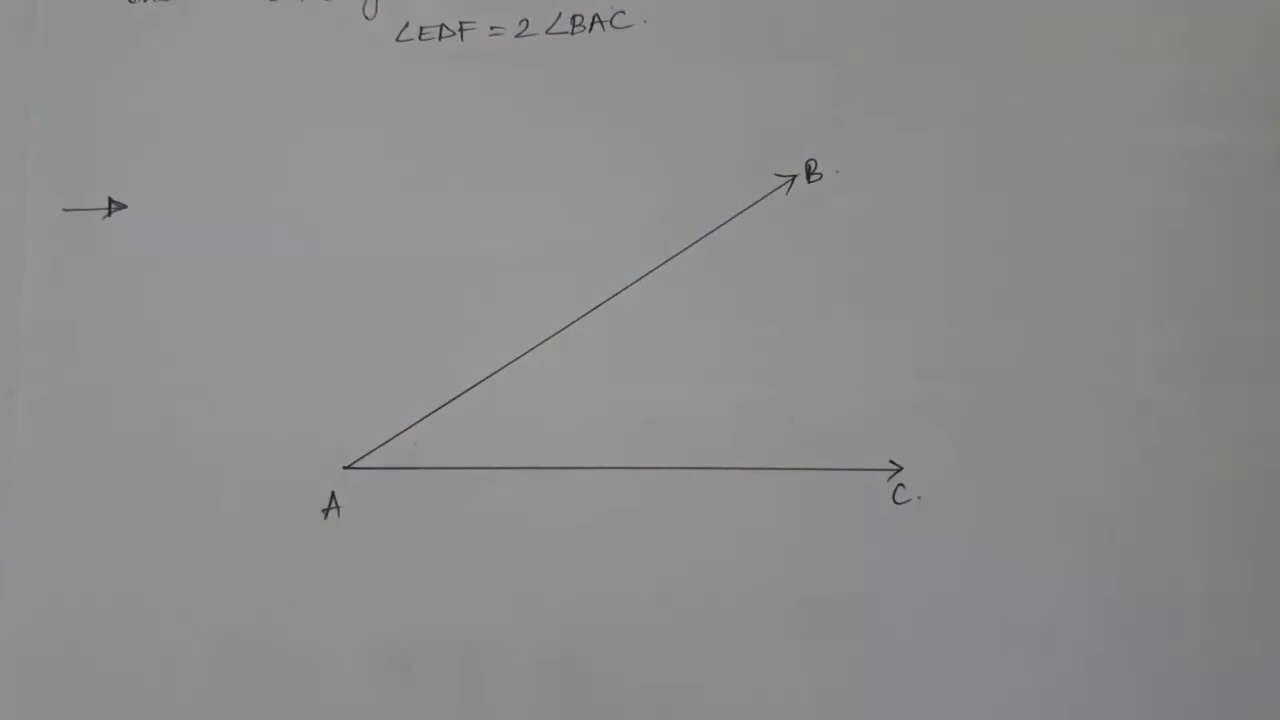 ∠EDF = 2 ∠BAC.
B.
A
C.